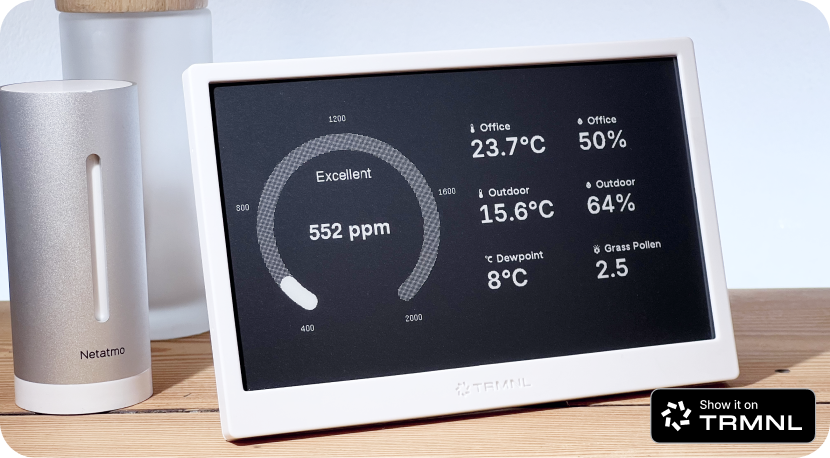 Netatmo
1200
800
1600
400
2000
Excellent
552 ppm
Office
23.7°C
Office
50%
Outdoor
15.6°C
Outdoor
64%
°C Dewpoint
8°C
Grass Pollen
2.5
TRMNL
Show it on
TRMNL